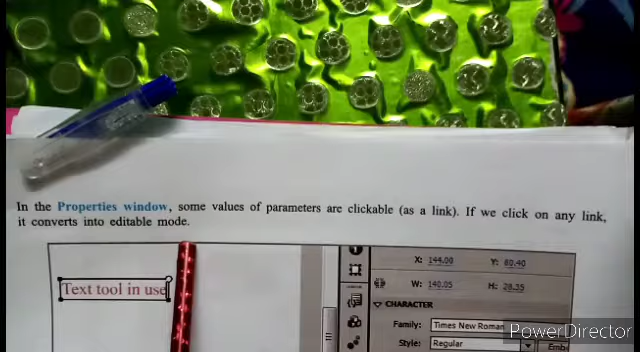 In the Properties window, some values of parameters are clickable (as a link). If we click on any link,
it converts into editable mode.
X: 144.00 Y: 80.40
Text tool in use
W: 140.05 H: 28.35
CHARACTER
Family: Times New Roman
Style: Regular Emb
PowerDirector